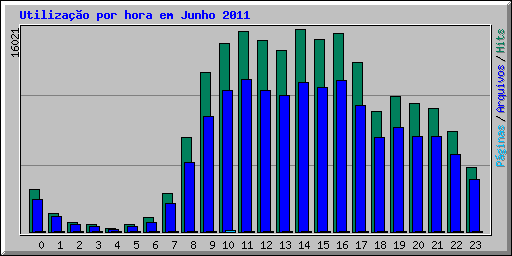 Utilização por hora em Junho 2011
16021
Páginas / Arquivos / Hits
0 1 2 3 4 5 6 7 8 9 10 11 12 13 14 15 16 17 18 19 20 21 22 23